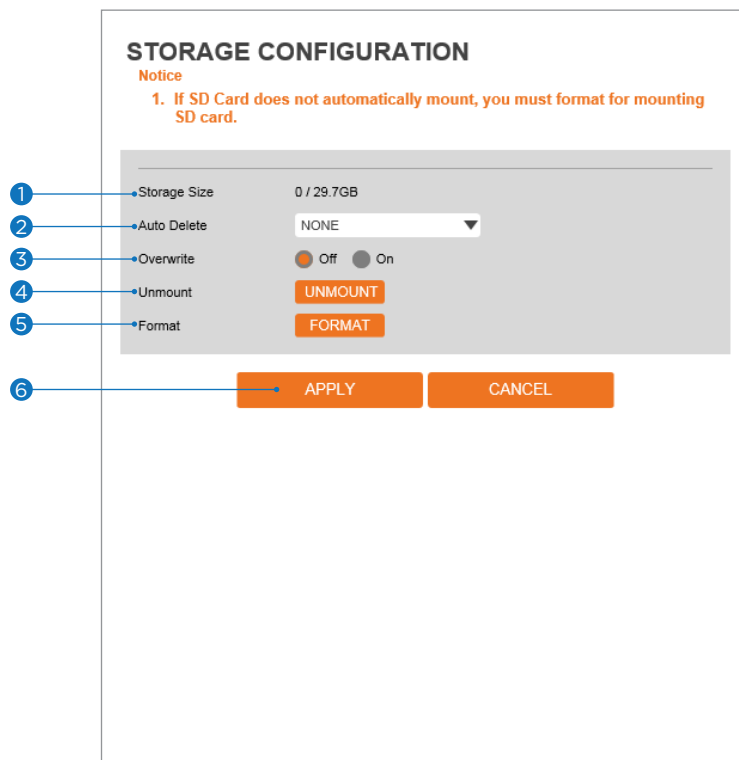 STORAGE CONFIGURATION
Notice
1. If SD Card does not automatically mount, you must format for mounting
SD card.
1 Storage Size 0 / 29.7GB
2 Auto Delete NONE
3 Overwrite Off On
4 Unmount UNMOUNT
5 Format FORMAT
6 APPLY CANCEL